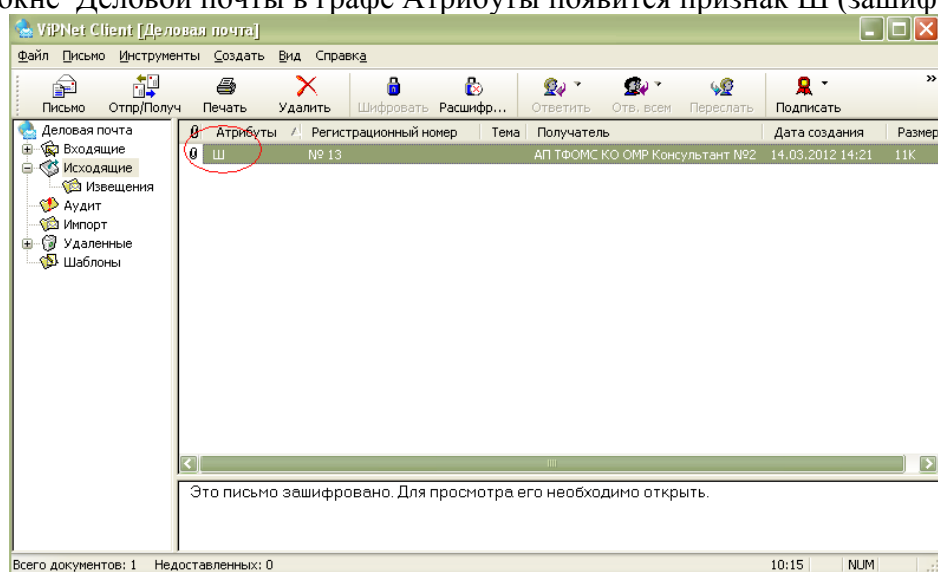 окне Деловой почты в графе Атрибуты появится признак Ш (зашиф
ViPNet Client [Деловая почта]
Файл Письмо Инструменты Создать Вид Справка
Письмо Отпр/Получ Печать Удалить Шифровать Расшифр... Ответить Отв. всем Переслать Подписать »
Деловая почта
Входящие
Исходящие
Извещения
Аудит
Импорт
Удаленные
Шаблоны
Атрибуты Регистрационный номер Тема Получатель Дата создания Размер
Ш № 13 АП ТФОМС КО ОМР Консультант №2 14.03.2012 14:21 11К
Это письмо зашифровано. Для просмотра его необходимо открыть.
Всего документов: 1 Недоставленных: 0 10:15 NUM